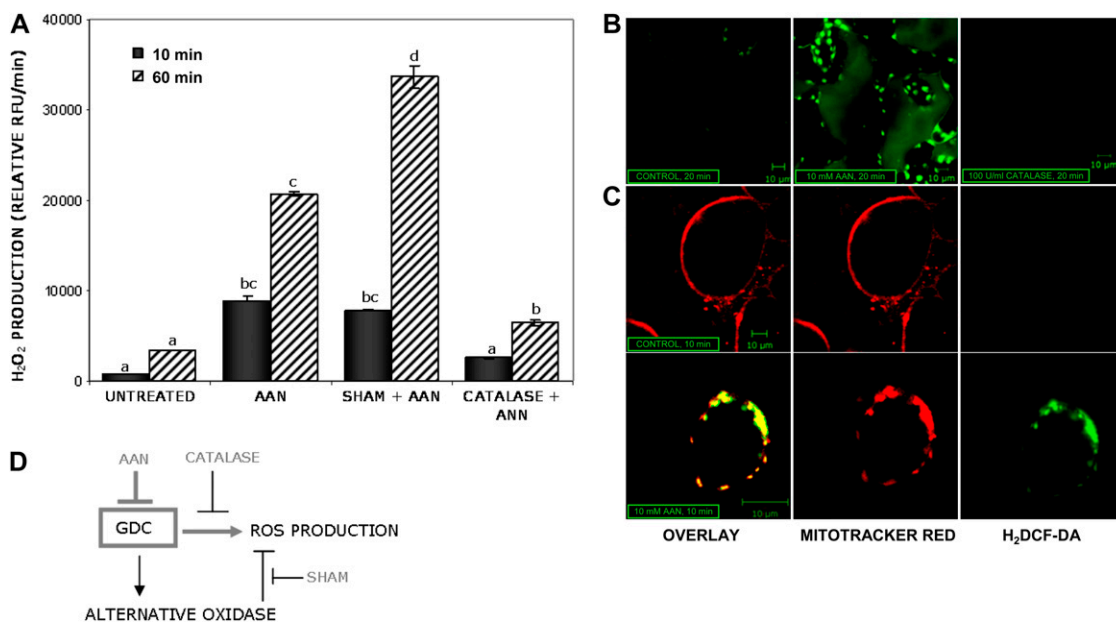 A
H₂O₂ PRODUCTION (RELATIVE RFU/min)
40000
30000
20000
10000
0
10 min
60 min
a
a
bc
c
bc
d
a
b
UNTREATED
AAN
SHAM + AAN
CATALASE +
ANN
B
CONTROL, 20 min
10 µm
10 mM AAN, 20 min
10 µm
100 U/ml CATALASE, 20 min
10 µm
C
CONTROL, 10 min
10 µm
10 mM AAN, 10 min
10 µm
OVERLAY
MITOTRACKER RED
H₂DCF-DA
D
AAN
CATALASE
GDC
ROS PRODUCTION
SHAM
ALTERNATIVE OXIDASE